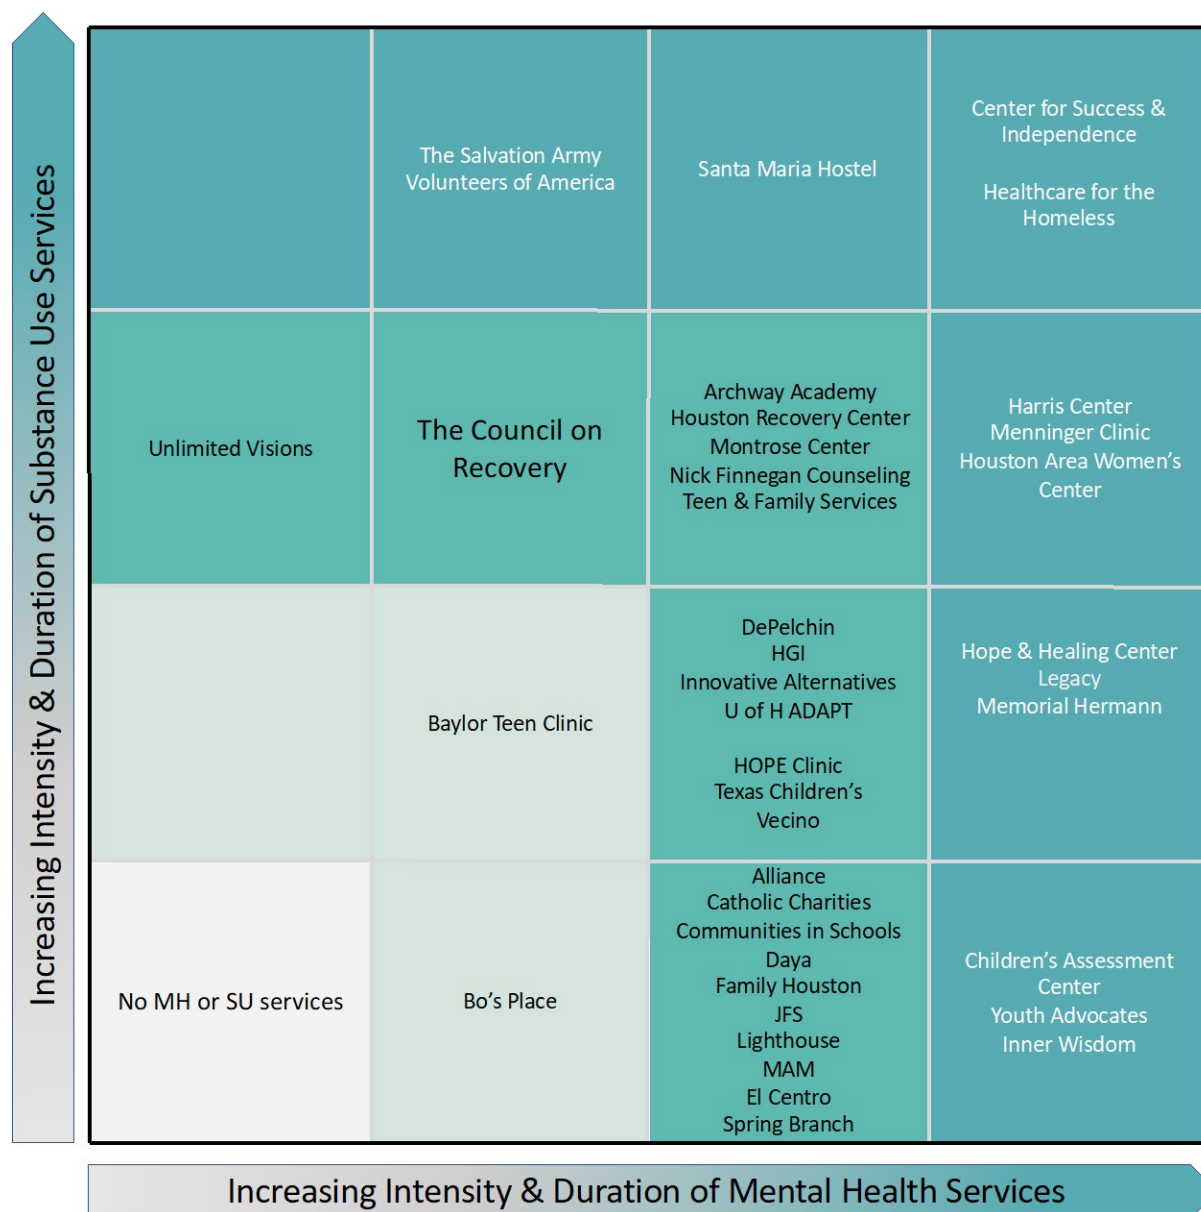 Increasing Intensity & Duration of Substance Use Services
The Salvation Army
Volunteers of America
Santa Maria Hostel
Center for Success &
Independence
Healthcare for the
Homeless
Unlimited Visions
The Council on
Recovery
Archway Academy
Houston Recovery Center
Montrose Center
Nick Finnegan Counseling
Teen & Family Services
Harris Center
Menninger Clinic
Houston Area Women’s
Center
Baylor Teen Clinic
DePelchin
HGI
Innovative Alternatives
U of H ADAPT
HOPE Clinic
Texas Children’s
Vecino
Hope & Healing Center
Legacy
Memorial Hermann
No MH or SU services
Bo’s Place
Alliance
Catholic Charities
Communities in Schools
Daya
Family Houston
JFS
Lighthouse
MAM
El Centro
Spring Branch
Children’s Assessment
Center
Youth Advocates
Inner Wisdom
Increasing Intensity & Duration of Mental Health Services